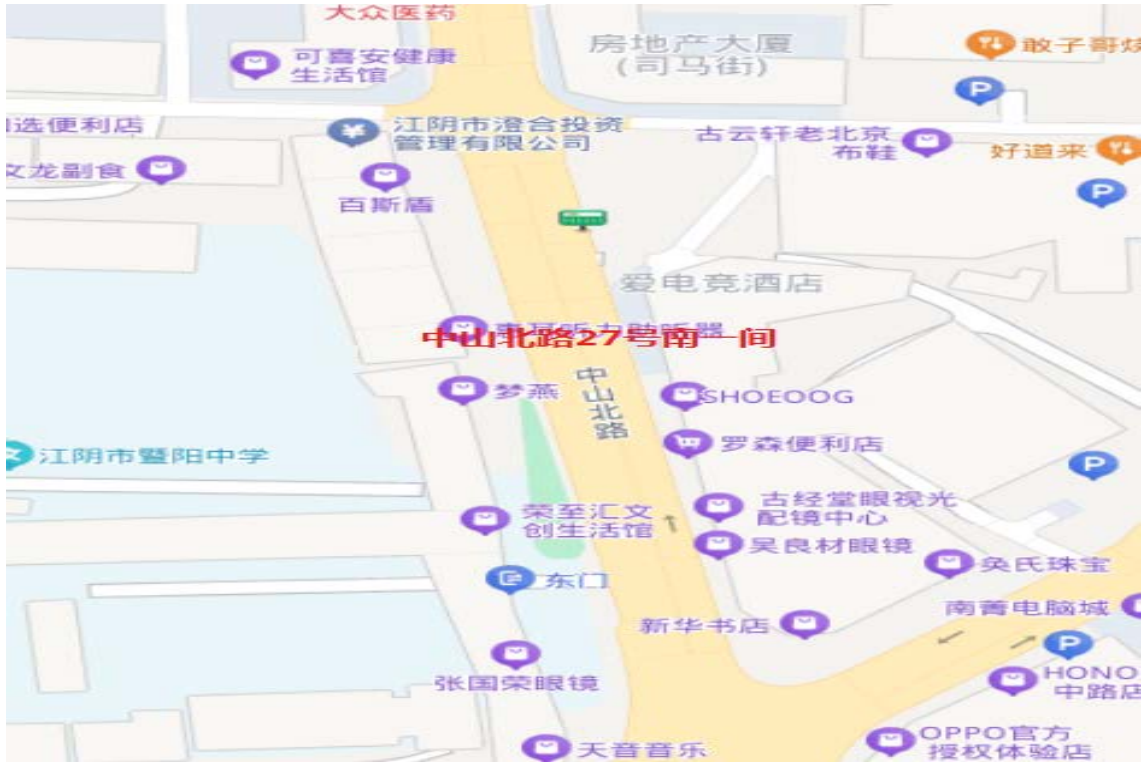 大众医药
可喜安健康
生活馆
房地产大厦
(司马街)
敢子哥
P
选便利店
¥
江阴市澄合投资
管理有限公司
古云轩老北京
布鞋
好道来
文龙副食
P
百斯盾
爱电竞酒店
惠耳听力助听器
中山北路27号南一间
梦燕
中山北路
SHOEOOG
罗森便利店
江阴市暨阳中学
P
荣至汇文
创生活馆
古经堂眼视光
配镜中心
吴良材眼镜
东门
奂氏珠宝
南菁电脑城
新华书店
P
张国荣眼镜
HONO
中路店
天音音乐
OPPO官方
授权体验店